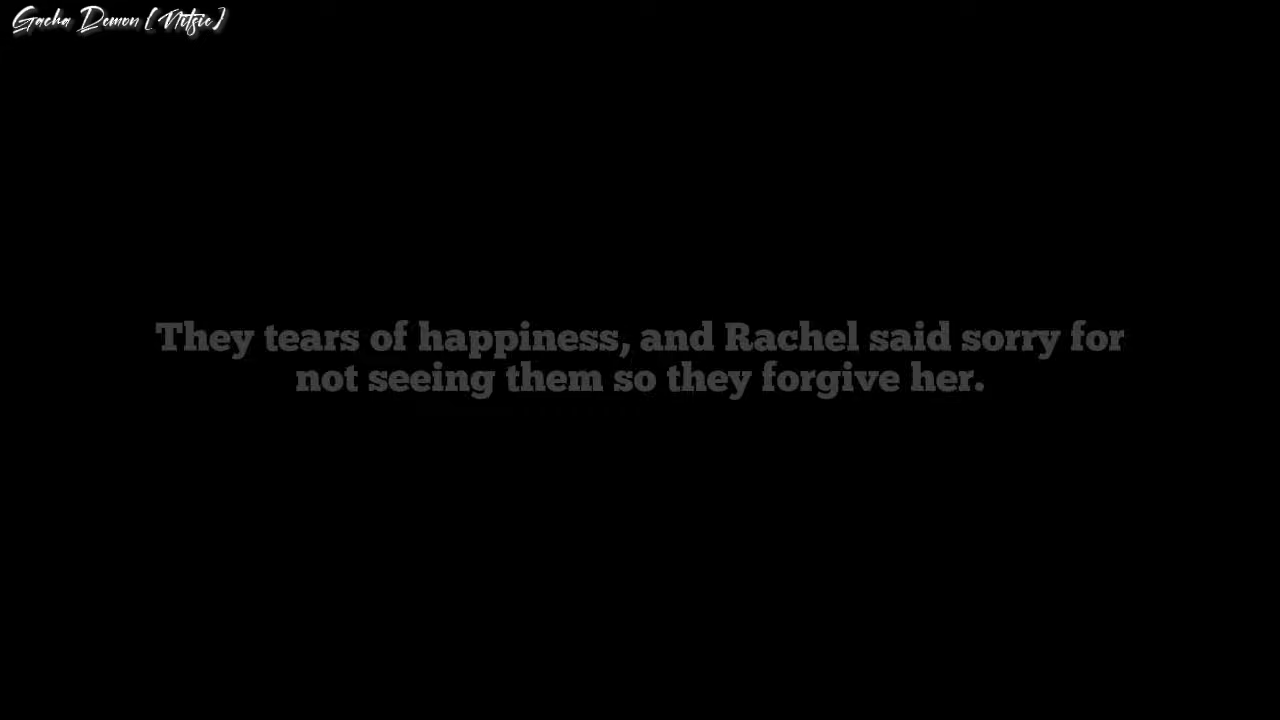 Gacha Demon [ Nitsie ]
They tears of happiness, and Rachel said sorry for
not seeing them so they forgive her.